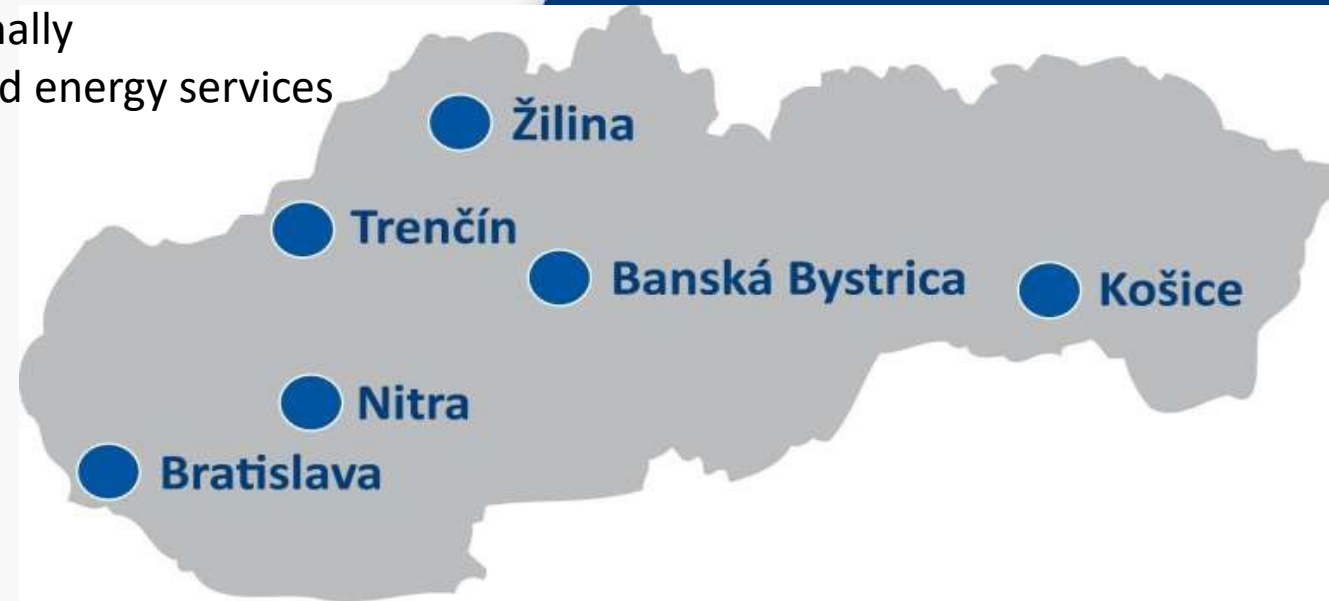 nally
d energy services
Žilina
Trenčín
Banská Bystrica
Košice
Nitra
Bratislava